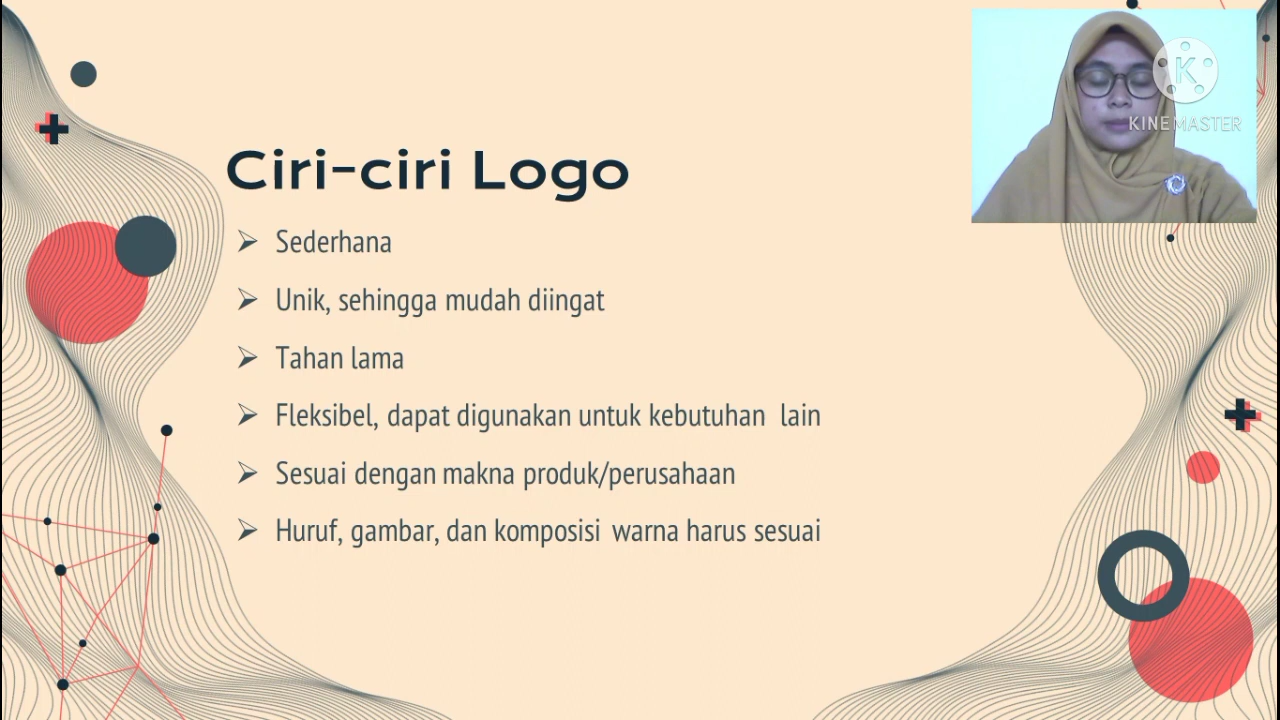 KINEMASTER
Ciri-ciri Logo
Sederhana
Unik, sehingga mudah diingat
Tahan lama
Fleksibel, dapat digunakan untuk kebutuhan lain
Sesuai dengan makna produk/perusahaan
Huruf, gambar, dan komposisi warna harus sesuai